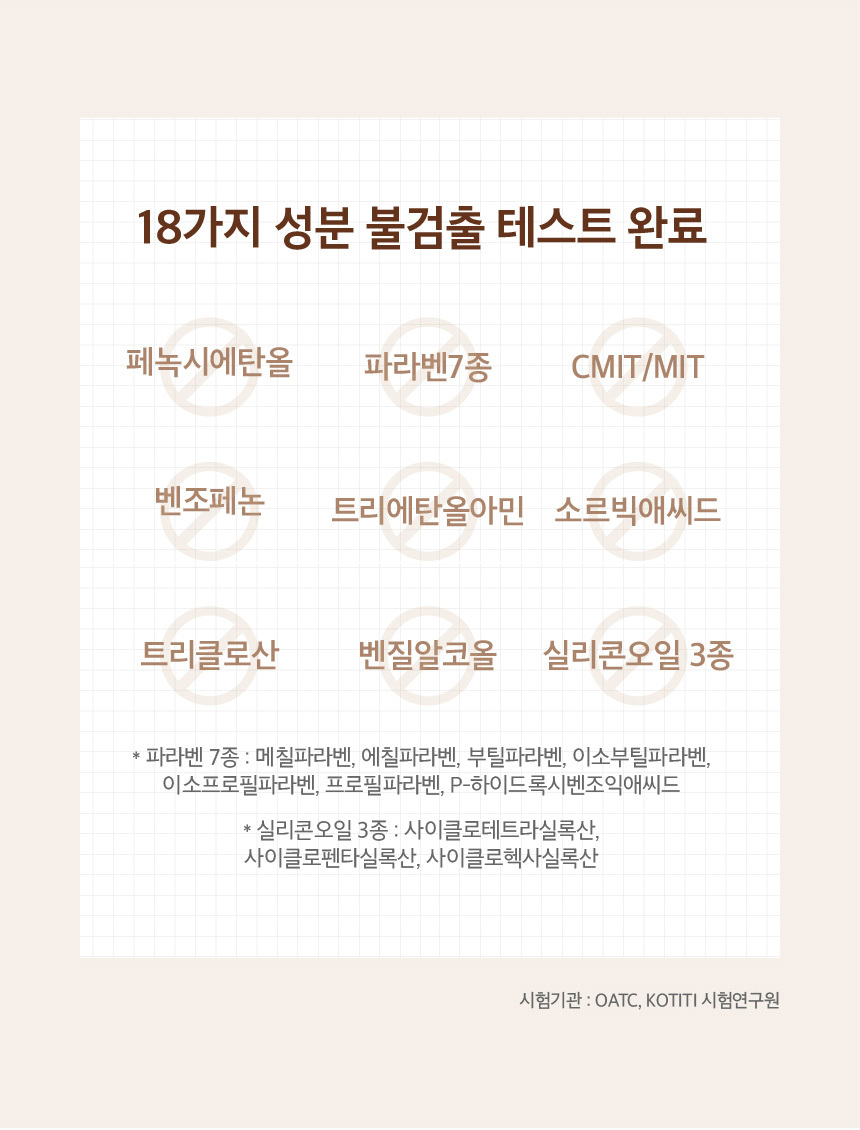 18가지 성분 불검출 테스트 완료
페녹시에탄올
파라벤7종
CMIT/MIT
벤조페논
트리에탄올아민
소르빅애씨드
트리클로산
벤질알코올
실리콘오일 3종
* 파라벤 7종 : 메칠파라벤, 에칠파라벤, 부틸파라벤, 이소부틸파라벤,
이소프로필파라벤, 프로필파라벤, P-하이드록시벤조익애씨드
* 실리콘오일 3종 : 사이클로테트라실록산,
사이클로펜타실록산, 사이클로헥사실록산
시험기관 : OATC, KOTITI 시험연구원